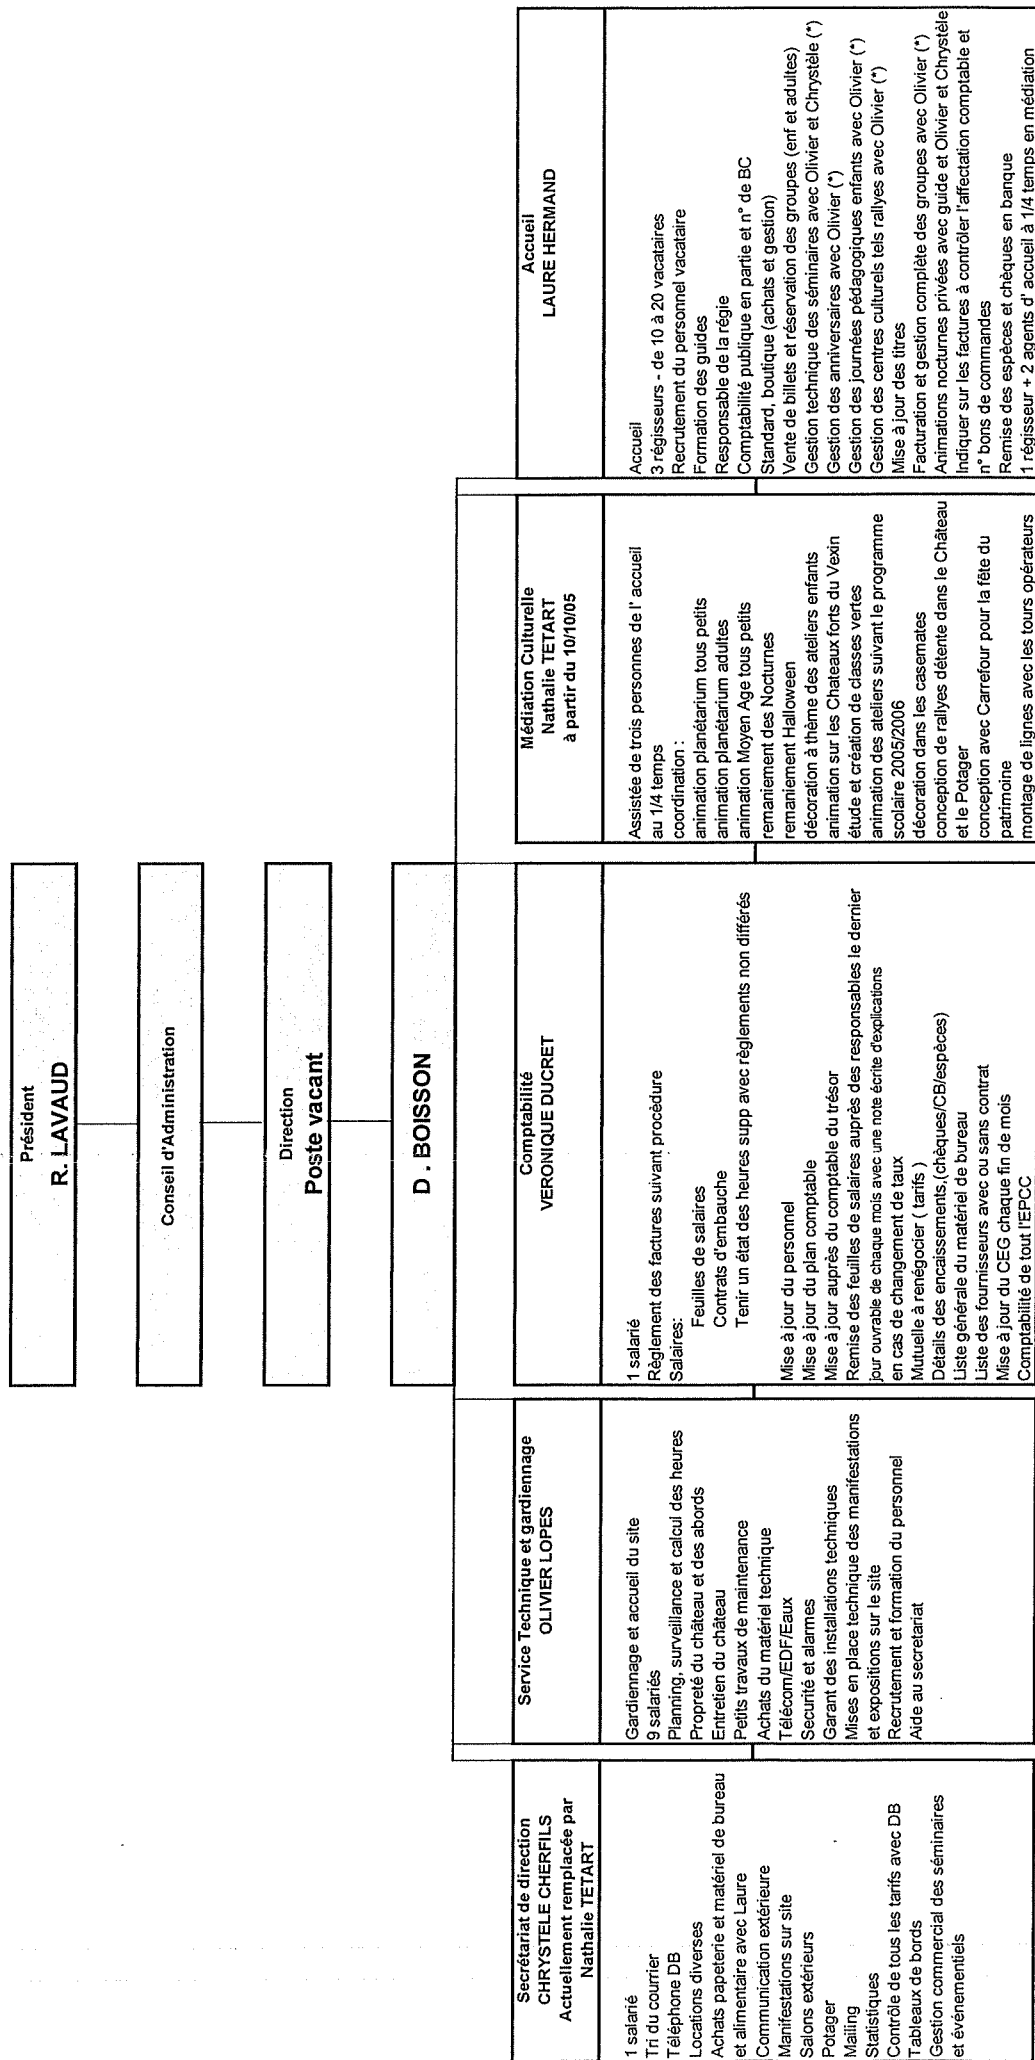 Président
R. LAVAUD
Conseil d'Administration
Direction
Poste vacant
D . BOISSON
Secrétariat de direction
CHRYSTELE CHERFILS
Actuellement remplacée par
Nathalie TETART
1 salarié
Tri du courrier
Téléphone DB
Locations diverses
Achats papeterie et matériel de bureau
et alimentaire avec Laure
Communication extérieure
Manifestations sur site
Salons extérieurs
Potager
Mailing
Statistiques
Contrôle de tous les tarifs avec DB
Tableaux de bords
Gestion commercial des séminaires
et événementiels
Service Technique et gardiennage
OLIVIER LOPES
Gardiennage et accueil du site
9 salariés
Planning, surveillance et calcul des heures
Propreté du château et des abords
Entretien du château
Petits travaux de maintenance
Achats du matériel technique
Télécom/EDF/Eaux
Securité et alarmes
Garant des installations techniques
Mises en place technique des manifestations
et expositions sur le site
Recrutement et formation du personnel
Aide au secretariat
Comptabilité
VERONIQUE DUCRET
1 salarié
Règlement des factures suivant procèdure
Salaires:
Feuilles de salaires
Contrats d'embauche
Tenir un état des heures supp avec règlements non différés
Mise à jour du personnel
Mise à jour du plan comptable
Mise à jour auprès du comptable du trésor
Remise des feuilles de salaires auprès des responsables le dernier
jour ouvrable de chaque mois avec une note écrite d'explications
en cas de changement de taux
Mutuelle à renégocier ( tarifs )
Détails des encaissements,(chèques/CB/espèces)
Liste générale du matériel de bureau
Liste des fournisseurs avec ou sans contrat
Mise à jour du CEG chaque fin de mois
Comptabilité de tout l'EPCC
Médiation Culturelle
Nathalie TETART
à partir du 10/10/05
Assistée de trois personnes de l' accueil
au 1/4 temps
coordination :
animation planétarium tous petits
animation planétarium adultes
animation Moyen Age tous petits
remaniement des Nocturnes
remaniement Halloween
décoration à thème des ateliers enfants
animation sur les Chateaux forts du Vexin
étude et création de classes vertes
animation des ateliers suivant le programme
scolaire 2005/2006
décoration dans les casemates
conception de rallyes détente dans le Château
et le Potager
conception avec Carrefour pour la fête du
patrimoine
montage de lignes avec les tours opérateurs
Accueil
LAURE HERMAND
Accueil
3 régisseurs - de 10 à 20 vacataires
Recrutement du personnel vacataire
Formation des guides
Responsable de la régie
Comptabilité publique en partie et n° de BC
Standard, boutique (achats et gestion)
Vente de billets et réservation des groupes (enf et adultes)
Gestion technique des séminaires avec Olivier et Chrystèle (*)
Gestion des anniversaires avec Olivier (*)
Gestion des journées pédagogiques enfants avec Olivier (*)
Gestion des centres culturels tels rallyes avec Olivier (*)
Mise à jour des titres
Facturation et gestion complète des groupes avec Olivier (*)
Animations nocturnes privées avec guide et Olivier et Chrystèle
Indiquer sur les factures à contrôler l'affectation comptable et
n° bons de commandes
Remise des espèces et chèques en banque
1 régisseur + 2 agents d' accueil à 1/4 temps en médiation